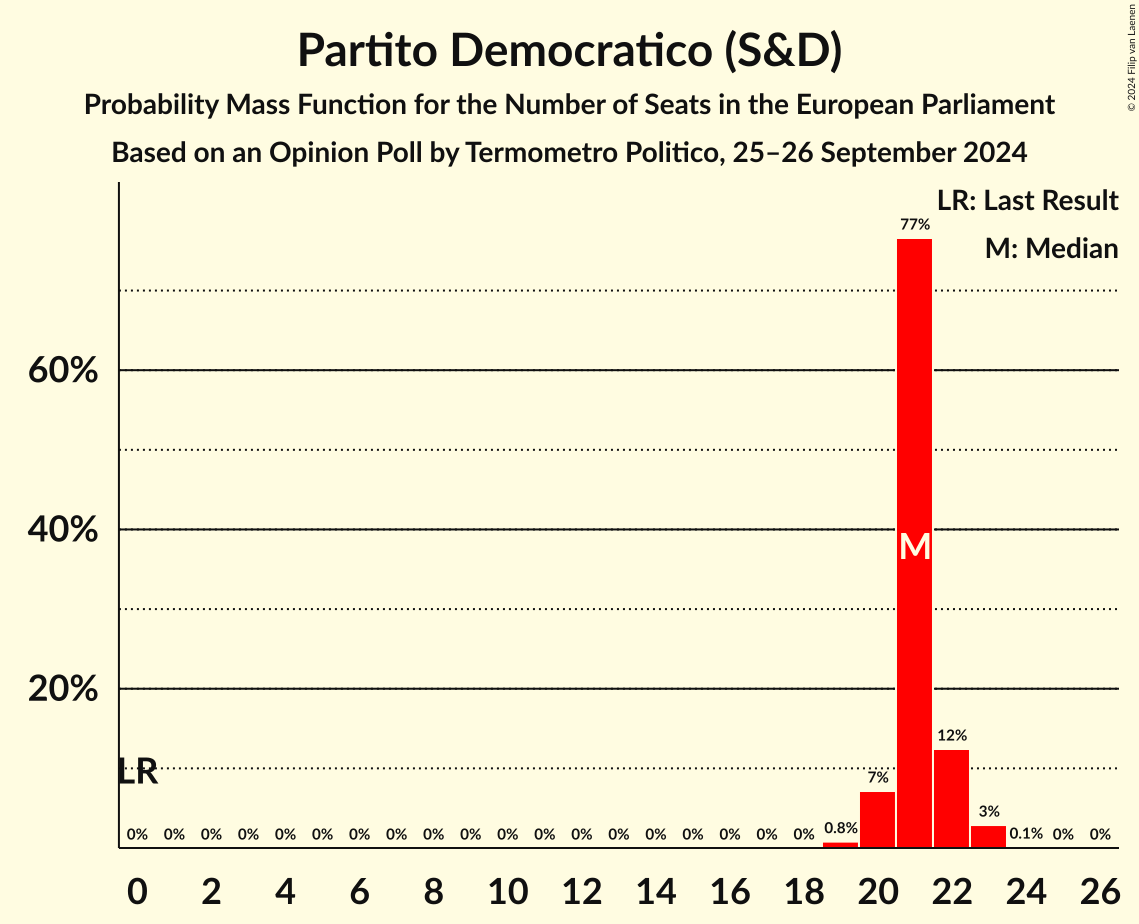 Partito Democratico (S&D)
Probability Mass Function for the Number of Seats in the European Parliament
Based on an Opinion Poll by Termometro Politico, 25–26 September 2024
© 2024 Filip van Laenen
LR: Last Result
M: Median
77%
60%
40%
M
20%
12%
LR
7%
3%
0% 0% 0% 0% 0% 0% 0% 0% 0% 0% 0% 0% 0% 0% 0% 0% 0% 0% 0% 0.8% 0.1% 0% 0%
0 2 4 6 8 10 12 14 16 18 20 22 24 26